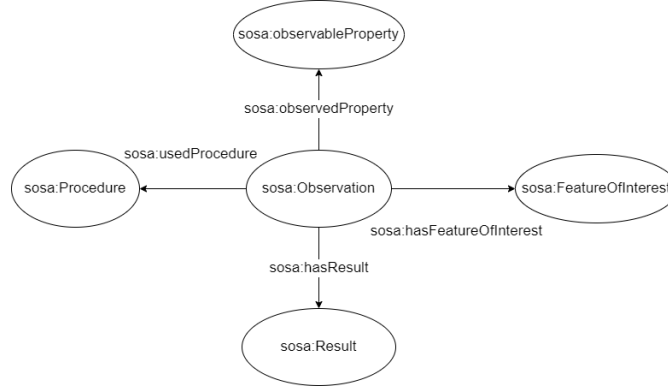 sosa:observableProperty
sosa:observedProperty
sosa:usedProcedure
sosa:Procedure
sosa:Observation
sosa:FeatureOfInterest
sosa:hasFeatureOfInterest
sosa:hasResult
sosa:Result